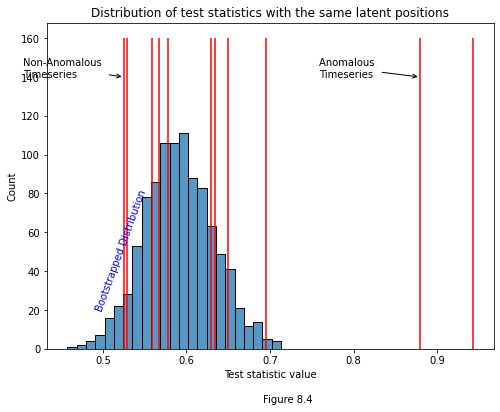 Distribution of test statistics with the same latent positions
160
140
120
100
80
60
40
20
0
Count
Non-Anomalous
Timeseries
Anomalous
Timeseries
Bootstrapped Distribution
0.5 0.6 0.7 0.8 0.9
Test statistic value
Figure 8.4